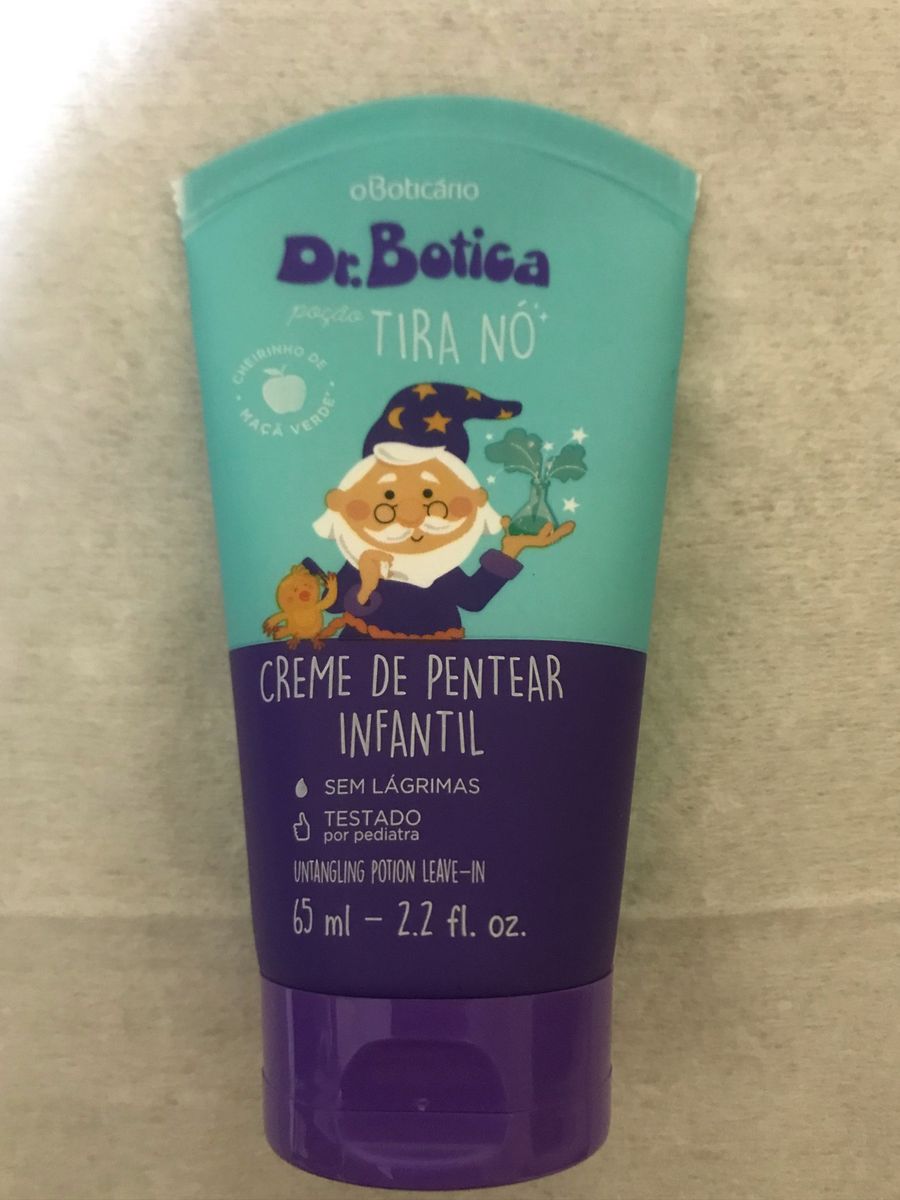 oBoticário
Dr. Botica
poção TIRA NÓ
CHEIRINHO DE
MAÇÃ VERDE
CREME DE PENTEAR
INFANTIL
SEM LÁGRIMAS
TESTADO
por pediatra
UNTANGLING POTION LEAVE-IN
65 ml – 2.2 fl. oz.